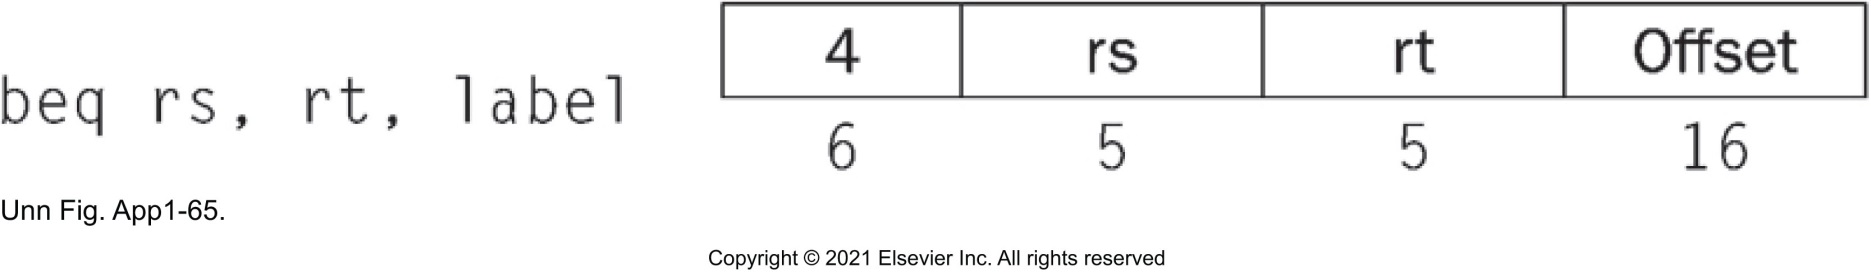 beq rs, rt, label
4 rs rt Offset
6 5 5 16
Unn Fig. App1-65.
Copyright © 2021 Elsevier Inc. All rights reserved